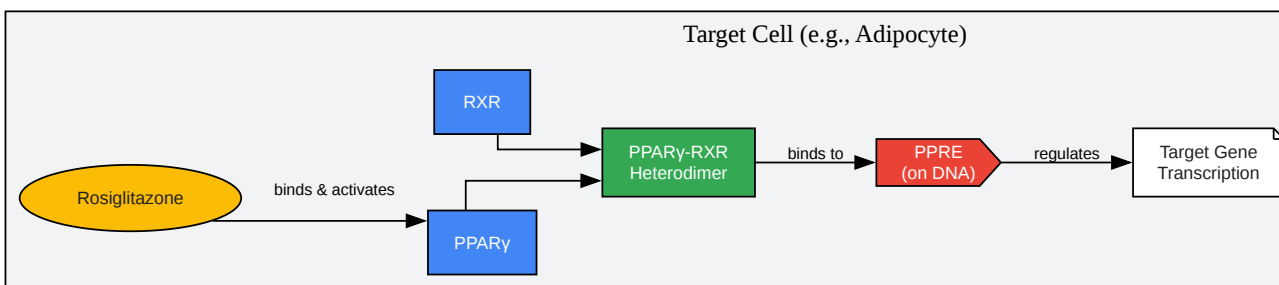 Target Cell (e.g., Adipocyte)
RXR
Rosiglitazone
binds & activates
PPARγ
PPARγ-RXR
Heterodimer
binds to
PPRE
(on DNA)
regulates
Target Gene
Transcription